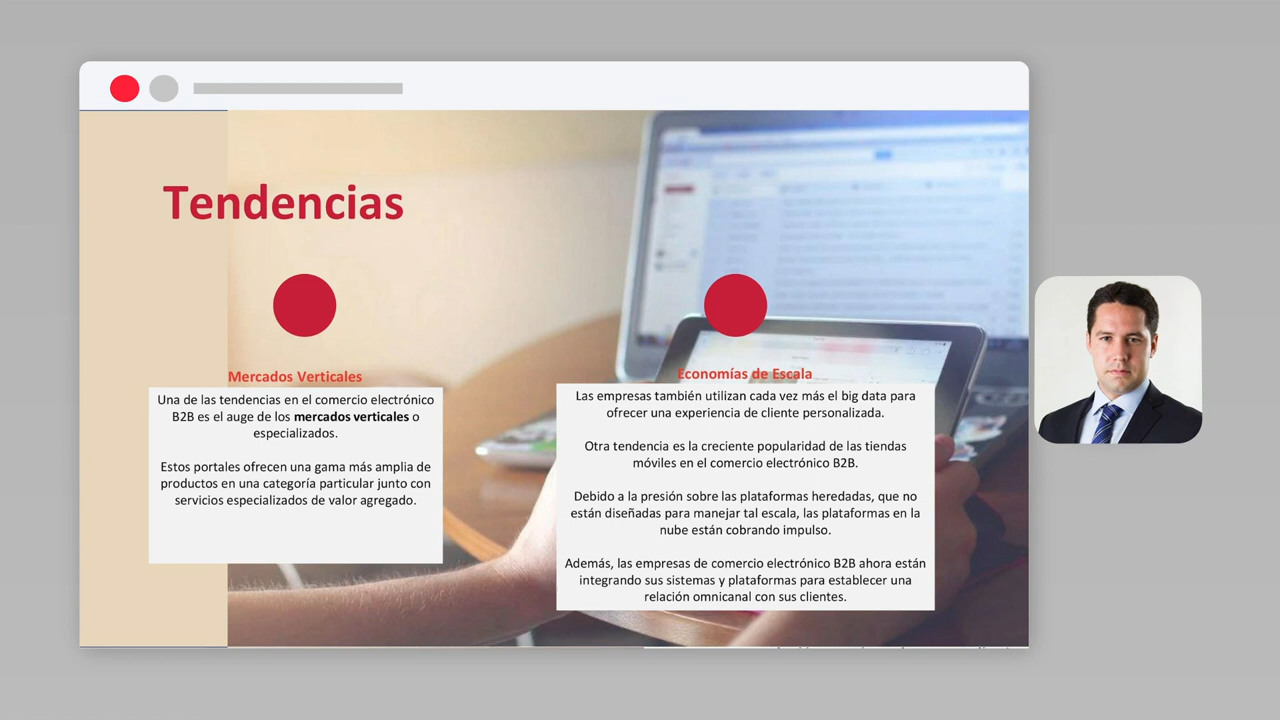 Tendencias
Mercados Verticales
Una de las tendencias en el comercio electrónico
B2B es el auge de los mercados verticales o
especializados.
Estos portales ofrecen una gama más amplia de
productos en una categoría particular junto con
servicios especializados de valor agregado.
Economías de Escala
Las empresas también utilizan cada vez más el big data para
ofrecer una experiencia de cliente personalizada.
Otra tendencia es la creciente popularidad de las tiendas
móviles en el comercio electrónico B2B.
Debido a la presión sobre las plataformas heredadas, que no
están diseñadas para manejar tal escala, las plataformas en la
nube están cobrando impulso.
Además, las empresas de comercio electrónico B2B ahora están
integrando sus sistemas y plataformas para establecer una
relación omnicanal con sus clientes.